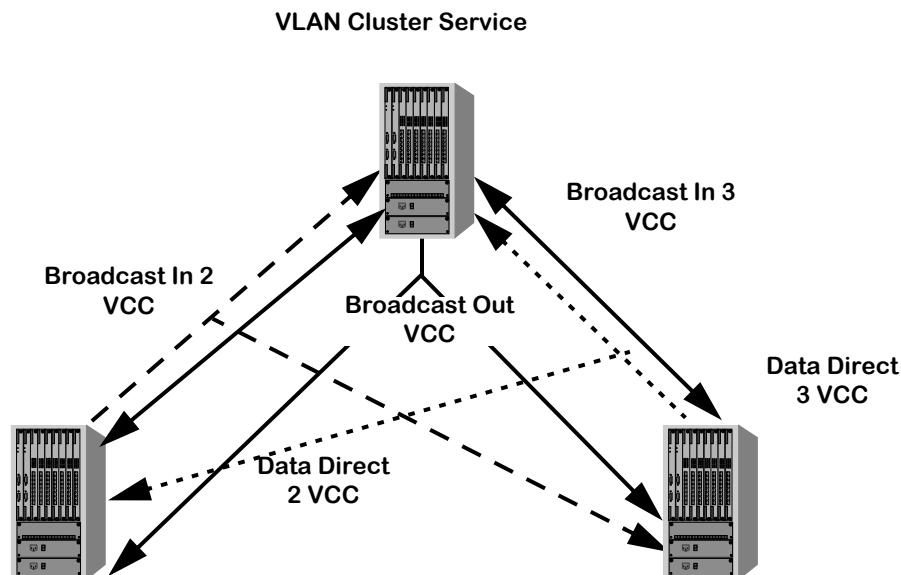 VLAN Cluster Service
Broadcast In 3
VCC
Broadcast In 2
VCC
Broadcast Out
VCC
Data Direct
3 VCC
Data Direct
2 VCC